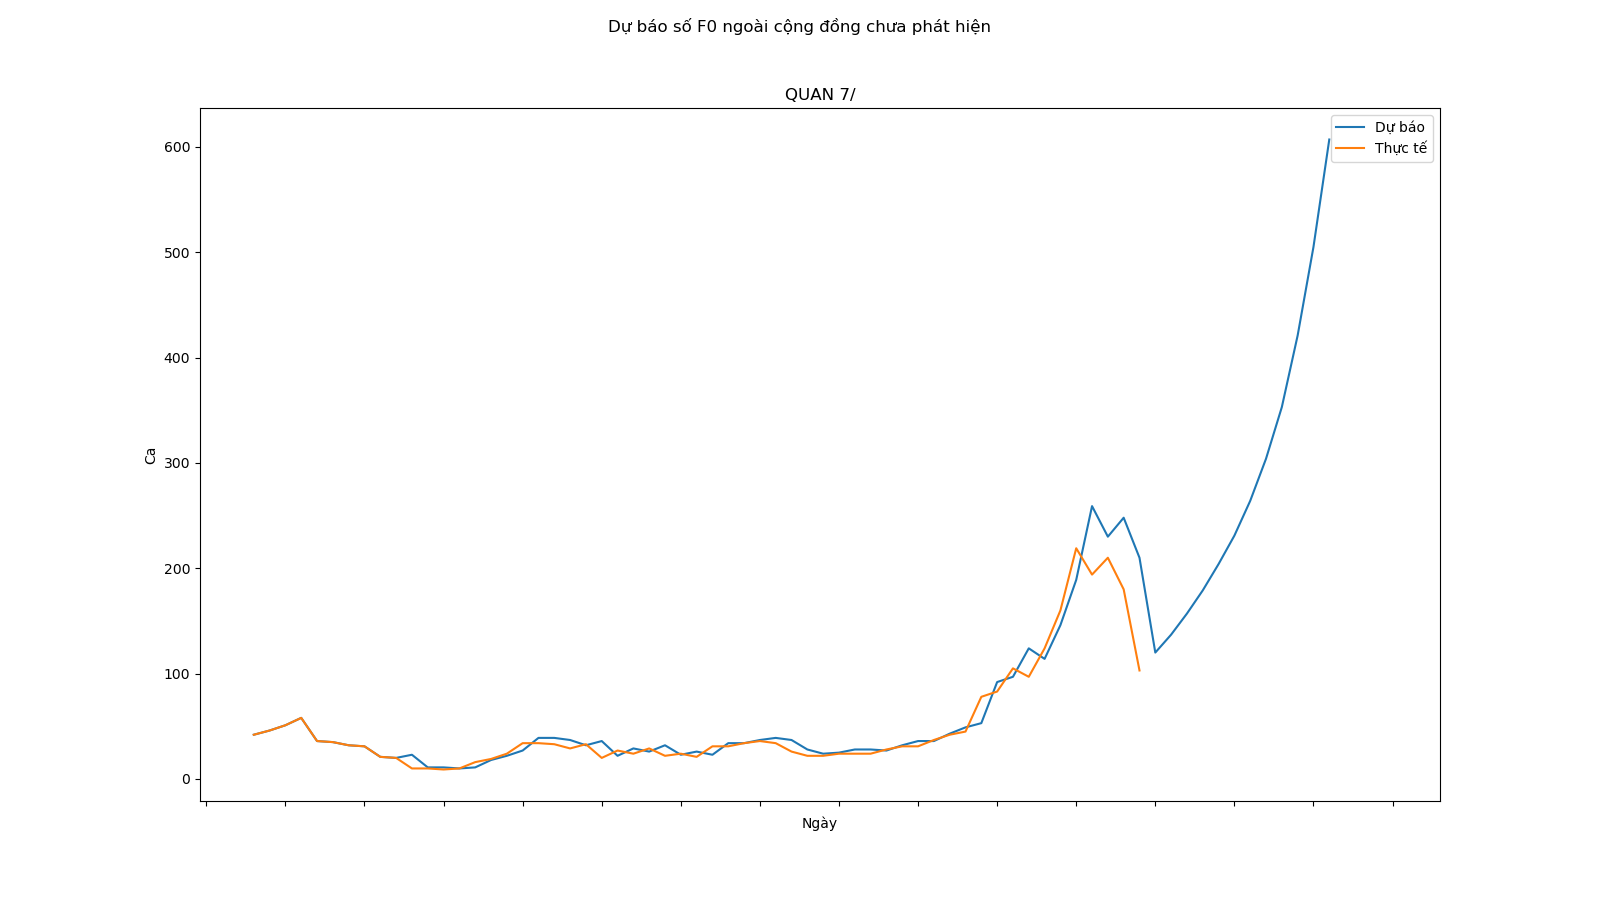 Dự báo số F0 ngoài cộng đồng chưa phát hiện
QUAN 7/
Dự báo
Thực tế
600
500
400
300
200
100
0
Ca
Ngày